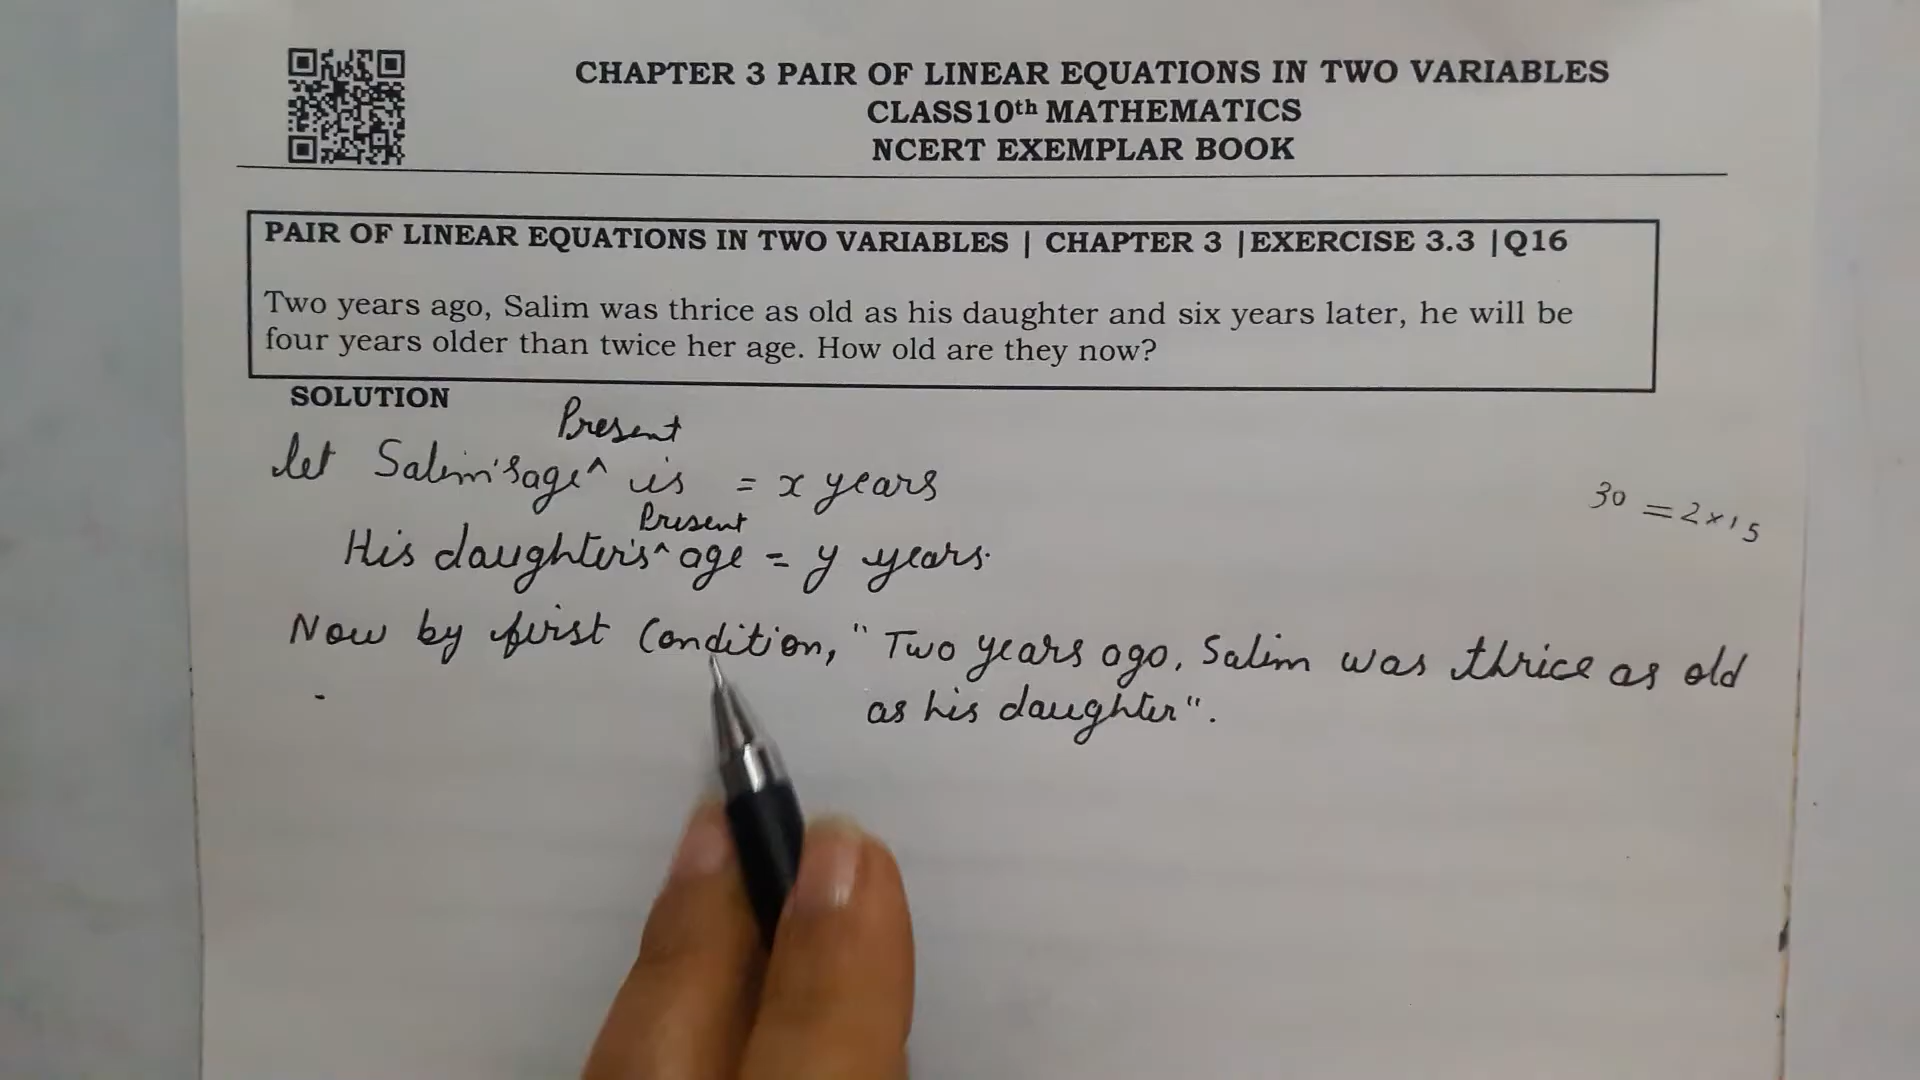 CHAPTER 3 PAIR OF LINEAR EQUATIONS IN TWO VARIABLES
CLASS10th MATHEMATICS
NCERT EXEMPLAR BOOK
PAIR OF LINEAR EQUATIONS IN TWO VARIABLES | CHAPTER 3 |EXERCISE 3.3 |Q16
Two years ago, Salim was thrice as old as his daughter and six years later, he will be
four years older than twice her age. How old are they now?
SOLUTION
Present
let Salim's age ^ is = x years
30 = 2 × 15
Present
His daughter's ^ age = y years.
Now by first Condition, "Two years ago, Salim was thrice as old
as his daughter".